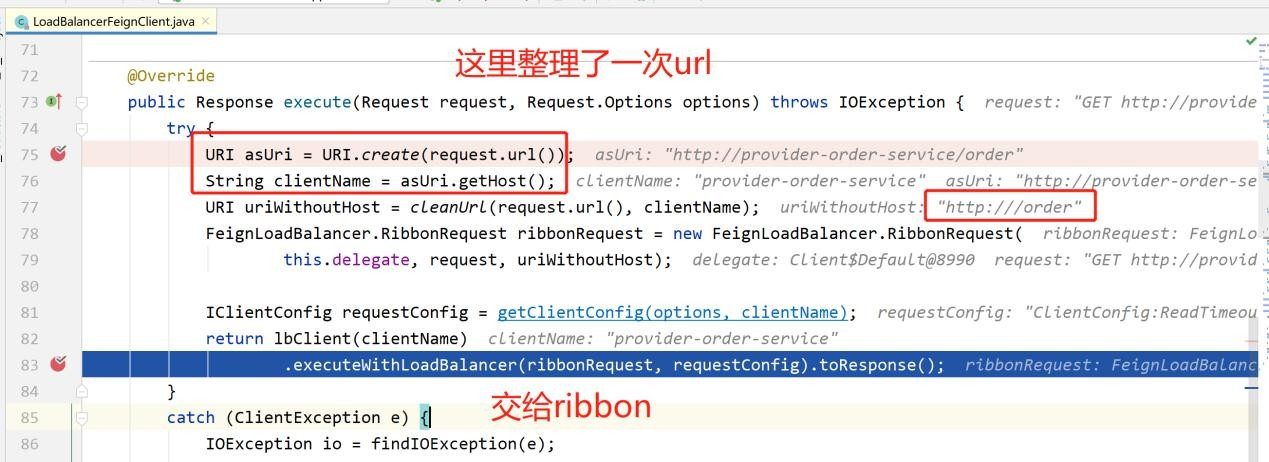 LoadBalancerFeignClient.java
71
这里整理了一次url
72 @Override
73 public Response execute(Request request, Request.Options options) throws IOException { request: "GET http://provide
74 try {
75 URI asUri = URI.create(request.url()); asUri: "http://provider-order-service/order"
76 String clientName = asUri.getHost(); clientName: "provider-order-service" asUri: "http://provider-order-se
77 URI uriWithoutHost = cleanUrl(request.url(), clientName); uriWithoutHost: "http:///order"
78 FeignLoadBalancer.RibbonRequest ribbonRequest = new FeignLoadBalancer.RibbonRequest( ribbonRequest: FeignLo
79 this.delegate, request, uriWithoutHost); delegate: Client$Default@8990 request: "GET http://provid
80
81 IClientConfig requestConfig = getClientConfig(options, clientName); requestConfig: "ClientConfig:ReadTimeou
82 return lbClient(clientName) clientName: "provider-order-service"
83 .executeWithLoadBalancer(ribbonRequest, requestConfig).toResponse(); ribbonRequest: FeignLoadBalanc
84 }
85 catch (ClientException e) {
交给ribbon
86 IOException io = findIOException(e);